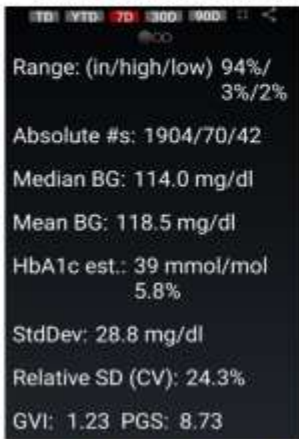 TD YTD 7D 30D 90D
Range: (in/high/low) 94%/
3%/2%
Absolute #s: 1904/70/42
Median BG: 114.0 mg/dl
Mean BG: 118.5 mg/dl
HbA1c est.: 39 mmol/mol
5.8%
StdDev: 28.8 mg/dl
Relative SD (CV): 24.3%
GVI: 1.23 PGS: 8.73